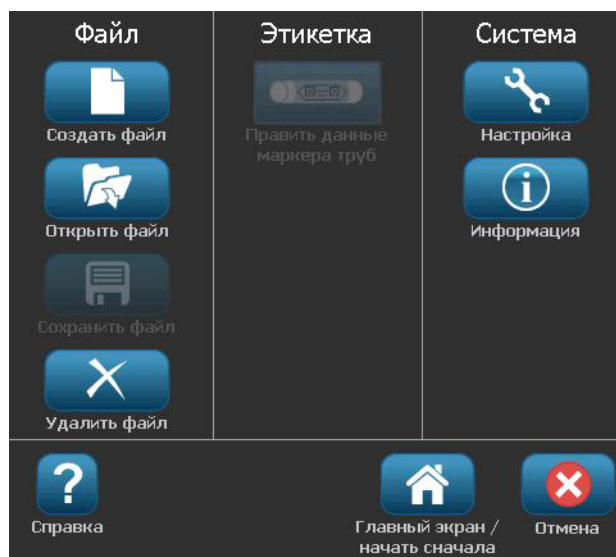 Файл
Создать файл
Открыть файл
Сохранить файл
Удалить файл
Этикетка
Править данные
маркера труб
Система
Настройка
Информация
Справка
Главный экран /
начать сначала
Отмена